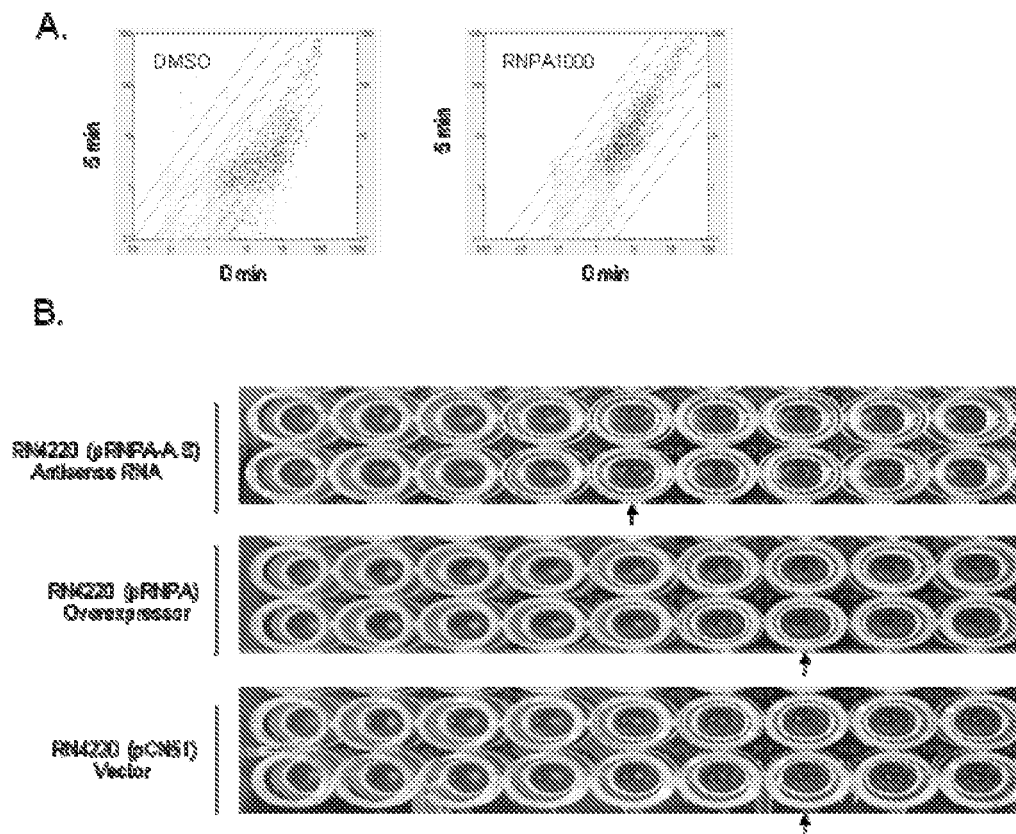 A.
DMSO
RNPA1000
5 min
5 min
0 min
0 min
B.
RN4220 (pRNPA-A.S)
Antisense RNA
RN4220 (pRNPA)
Overexpressor
RN4220 (pCN51)
Vector